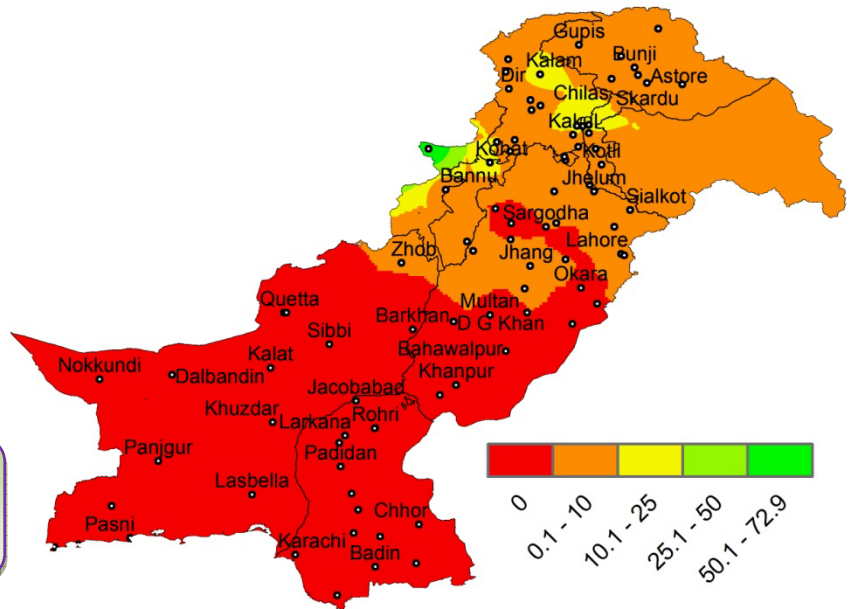 Gupis
Bunji
Kalam
Dir
Astore
Chilas
Skardu
Kakul
Kohat
Kotli
Bannu
Jhelum
Sialkot
Sargodha
Zhob
Lahore
Jhang
Okara
Quetta
Multan
Barkhan
D G Khan
Sibbi
Bahawalpur
Kalat
Nokkundi
Dalbandin
Khanpur
Jacobabad
Khuzdar
Larkana
Rohri
Panjgur
Padidan
Lasbella
Chhor
Pasni
Karachi
Badin
0
0.1 - 10
10.1 - 25
25.1 - 50
50.1 - 72.9